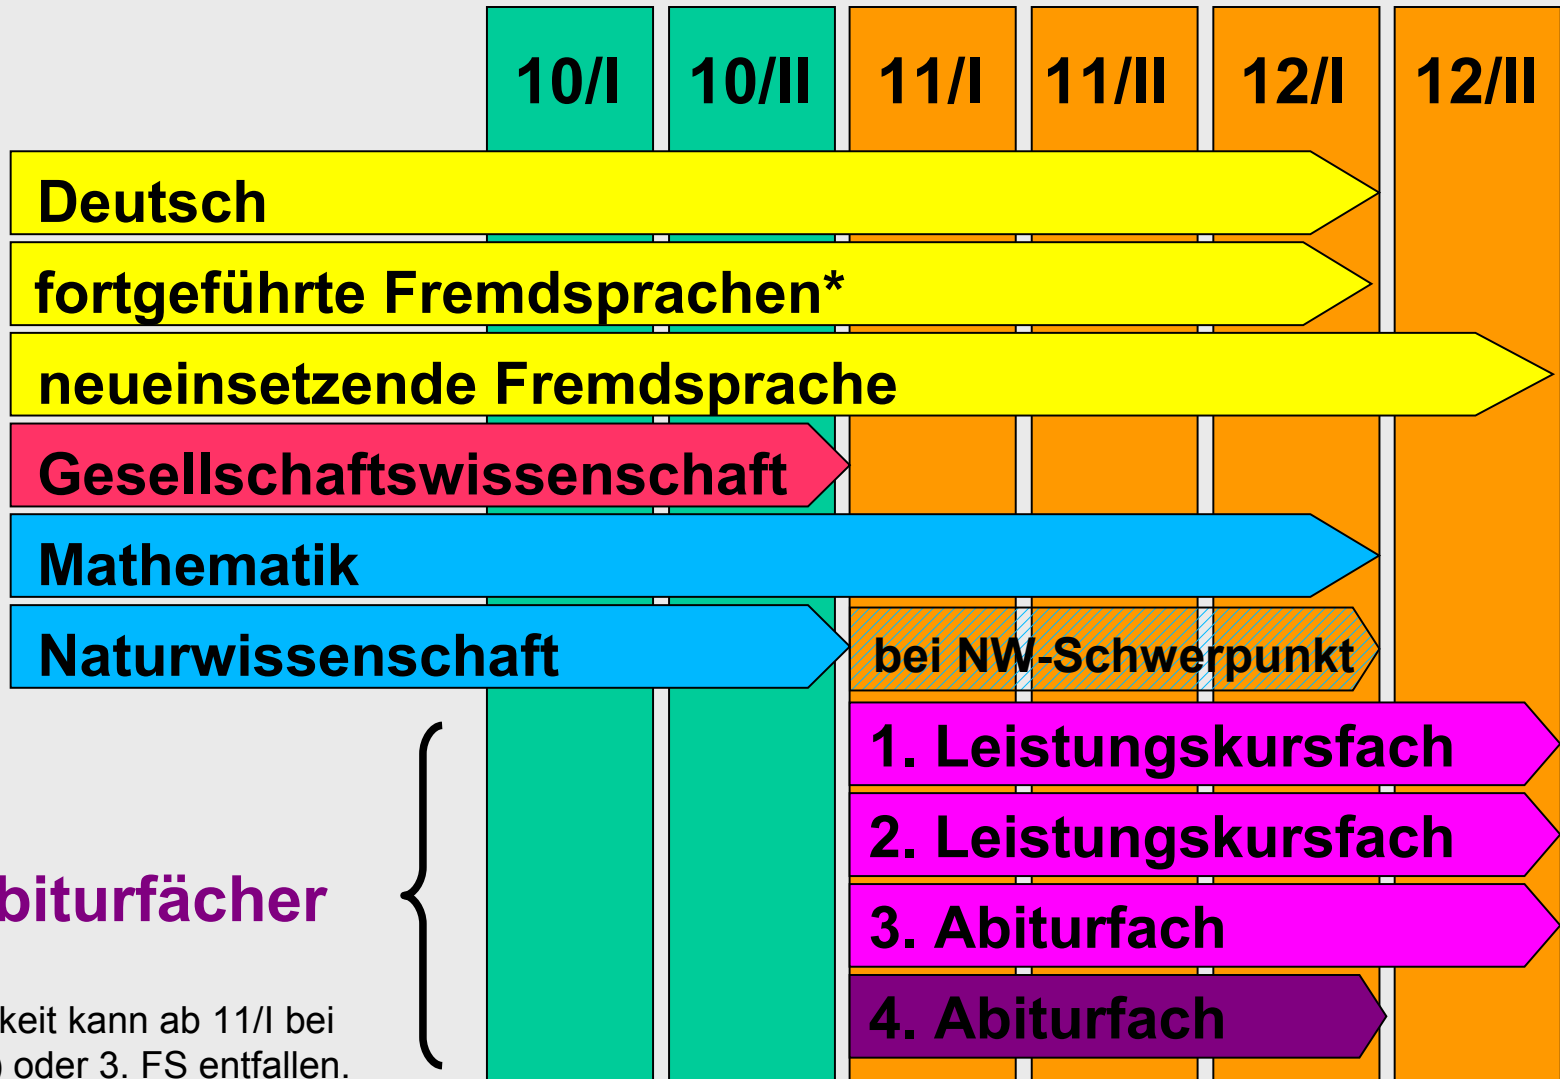 10/I 10/II 11/I 11/II 12/I 12/II
Deutsch
fortgeführte Fremdsprachen*
neueinsetzende Fremdsprache
Gesellschaftswissenschaft
Mathematik
Naturwissenschaft bei NW-Schwerpunkt
1. Leistungskursfach
2. Leistungskursfach
biturfächer
3. Abiturfach
keit kann ab 11/I bei
4. Abiturfach
oder 3. FS entfallen.